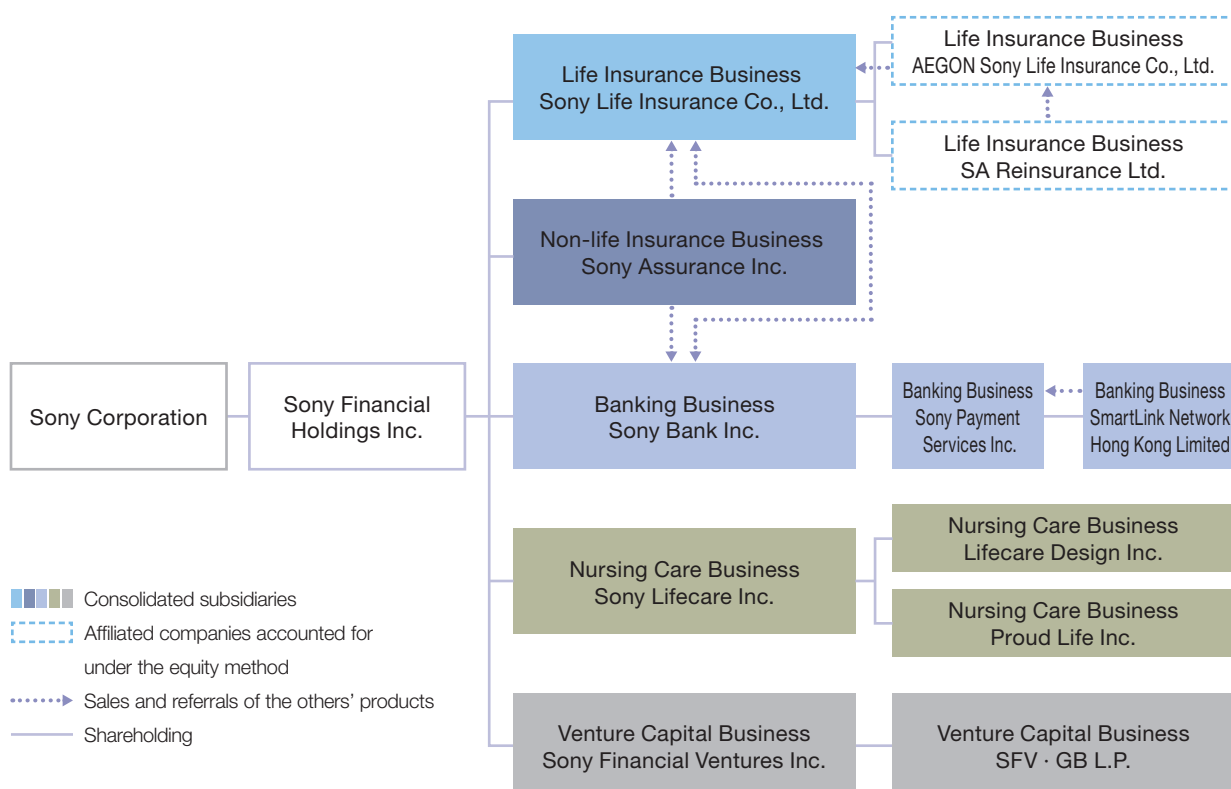 Life Insurance Business
Sony Life Insurance Co., Ltd.
Life Insurance Business
AEGON Sony Life Insurance Co., Ltd.
Life Insurance Business
SA Reinsurance Ltd.
Non-life Insurance Business
Sony Assurance Inc.
Sony Corporation
Sony Financial
Holdings Inc.
Banking Business
Sony Bank Inc.
Banking Business
Sony Payment
Services Inc.
Banking Business
SmartLink Network
Hong Kong Limited
Nursing Care Business
Sony Lifecare Inc.
Nursing Care Business
Lifecare Design Inc.
Nursing Care Business
Proud Life Inc.
Venture Capital Business
Sony Financial Ventures Inc.
Venture Capital Business
SFV · GB L.P.
Consolidated subsidiaries
Affiliated companies accounted for
under the equity method
Sales and referrals of the others’ products
Shareholding